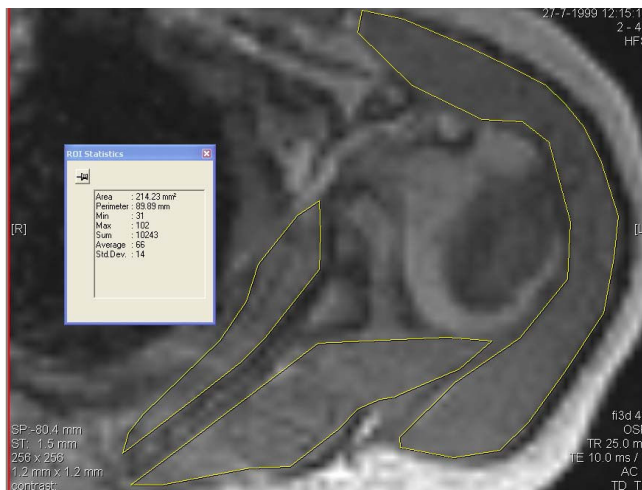 27-7-1999 12:15:1
2 - 4
HFS
ROI Statistics
Area : 214.23 mm²
Perimeter : 89.89 mm
Min : 31
Max : 102
Sum : 10243
Average : 66
Std.Dev. : 14
[R]
[L
SP:-80.4 mm
ST: 1.5 mm
256 x 256
1.2 mm x 1.2 mm
contrast
fi3d 4
OSI
TR 25.0 m
TE 10.0 ms /
AC
TD T